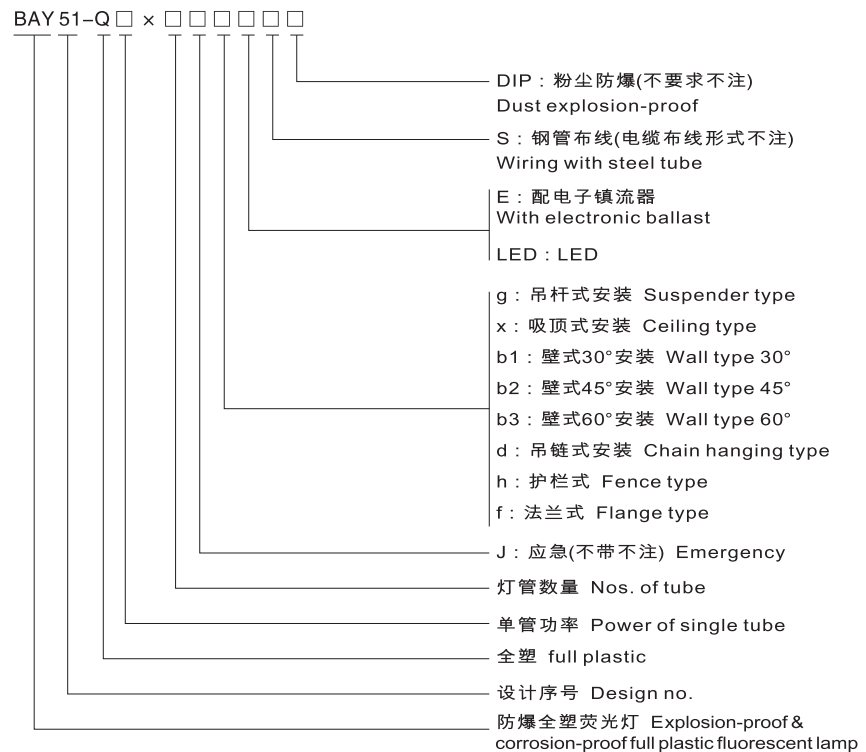 BAY 51-Q□ × □□□□□□
DIP : 粉尘防爆(不要求不注)
Dust explosion-proof
S : 钢管布线(电缆布线形式不注)
Wiring with steel tube
E : 配电子镇流器
With electronic ballast
LED : LED
g : 吊杆式安装 Suspender type
x : 吸顶式安装 Ceiling type
b1 : 壁式30°安装 Wall type 30°
b2 : 壁式45°安装 Wall type 45°
b3 : 壁式60°安装 Wall type 60°
d : 吊链式安装 Chain hanging type
h : 护栏式 Fence type
f : 法兰式 Flange type
J : 应急(不带不注) Emergency
灯管数量 Nos. of tube
单管功率 Power of single tube
全塑 full plastic
设计序号 Design no.
防爆全塑荧光灯 Explosion-proof &
corrosion-proof full plastic fluorescent lamp